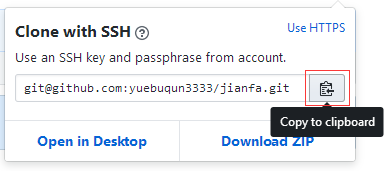 Clone with SSH
Use HTTPS
Use an SSH key and passphrase from account.
git@github.com:yuebuqun3333/jianfa.git
Copy to clipboard
Open in Desktop
Download ZIP